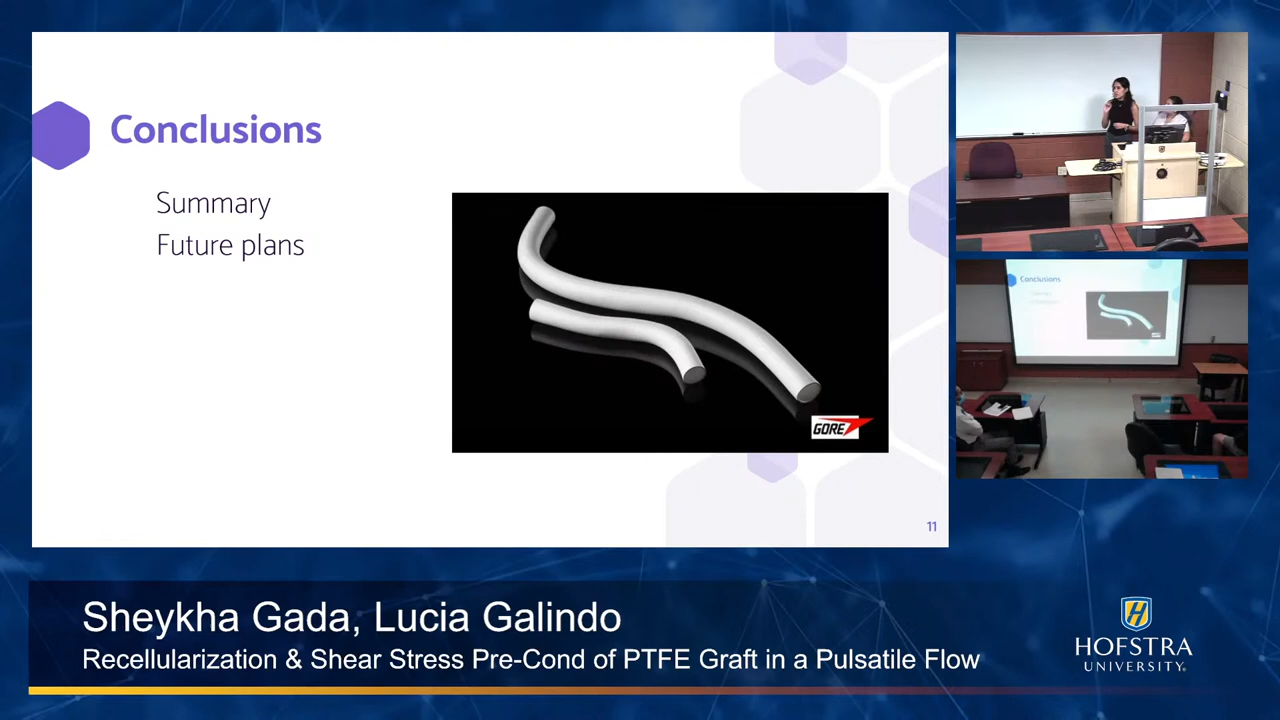 Conclusions
Summary
Future plans
GORE
11
Conclusions
Sheykha Gada, Lucia Galindo
Recellularization & Shear Stress Pre-Cond of PTFE Graft in a Pulsatile Flow
H
HOFSTRA
UNIVERSITY®